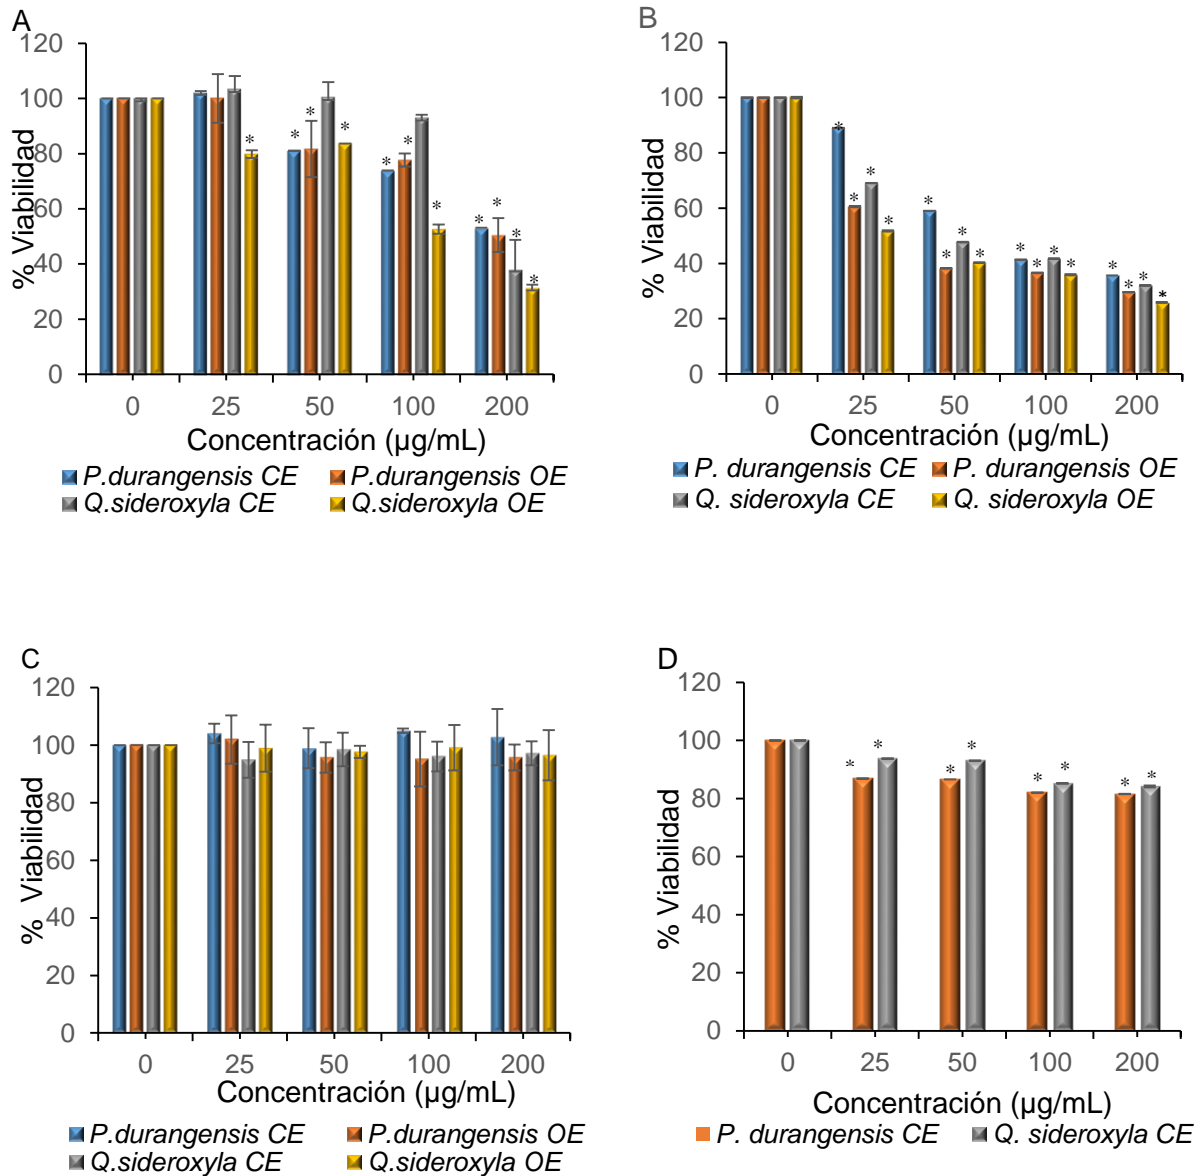 A
120
100
80
60
40
20
0
% Viabilidad
* * * * * * * * * * * *
0 25 50 100 200
Concentración (µg/mL)
P.durangensis CE P.durangensis OE
Q.sideroxyla CE Q.sideroxyla OE
B
120
100
80
60
40
20
0
% Viabilidad
* * * * * * * * * * * * * * * *
0 25 50 100 200
Concentración (µg/mL)
P. durangensis CE P. durangensis OE
Q. sideroxyla CE Q. sideroxyla OE
C
120
100
80
60
40
20
0
% Viabilidad
0 25 50 100 200
Concentración (µg/mL)
P.durangensis CE P.durangensis OE
Q.sideroxyla CE Q.sideroxyla OE
D
120
100
80
60
40
20
0
% Viabilidad
* * * * * * * *
0 25 50 100 200
Concentración (µg/mL)
P. durangensis CE Q. sideroxyla CE